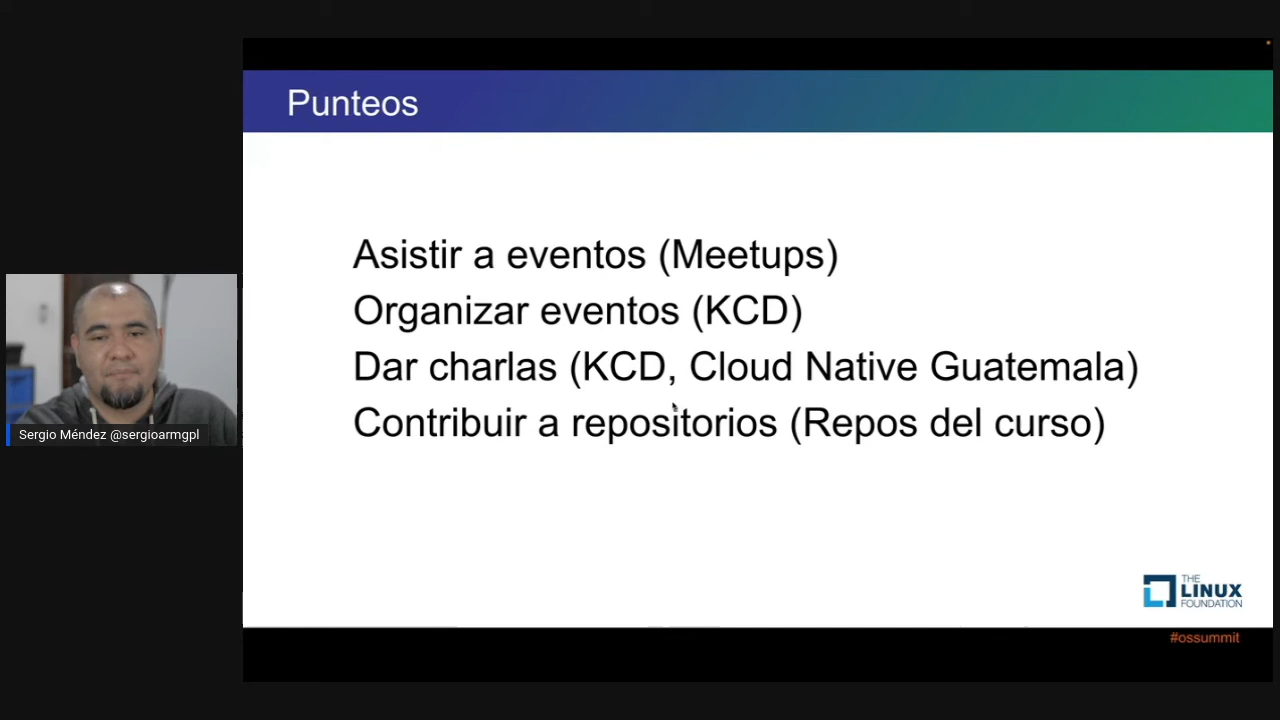 Punteos
Asistir a eventos (Meetups)
Organizar eventos (KCD)
Dar charlas (KCD, Cloud Native Guatemala)
Contribuir a repositorios (Repos del curso)
Sergio Méndez @sergioarmgpl
THE
LINUX
FOUNDATION
#ossummit